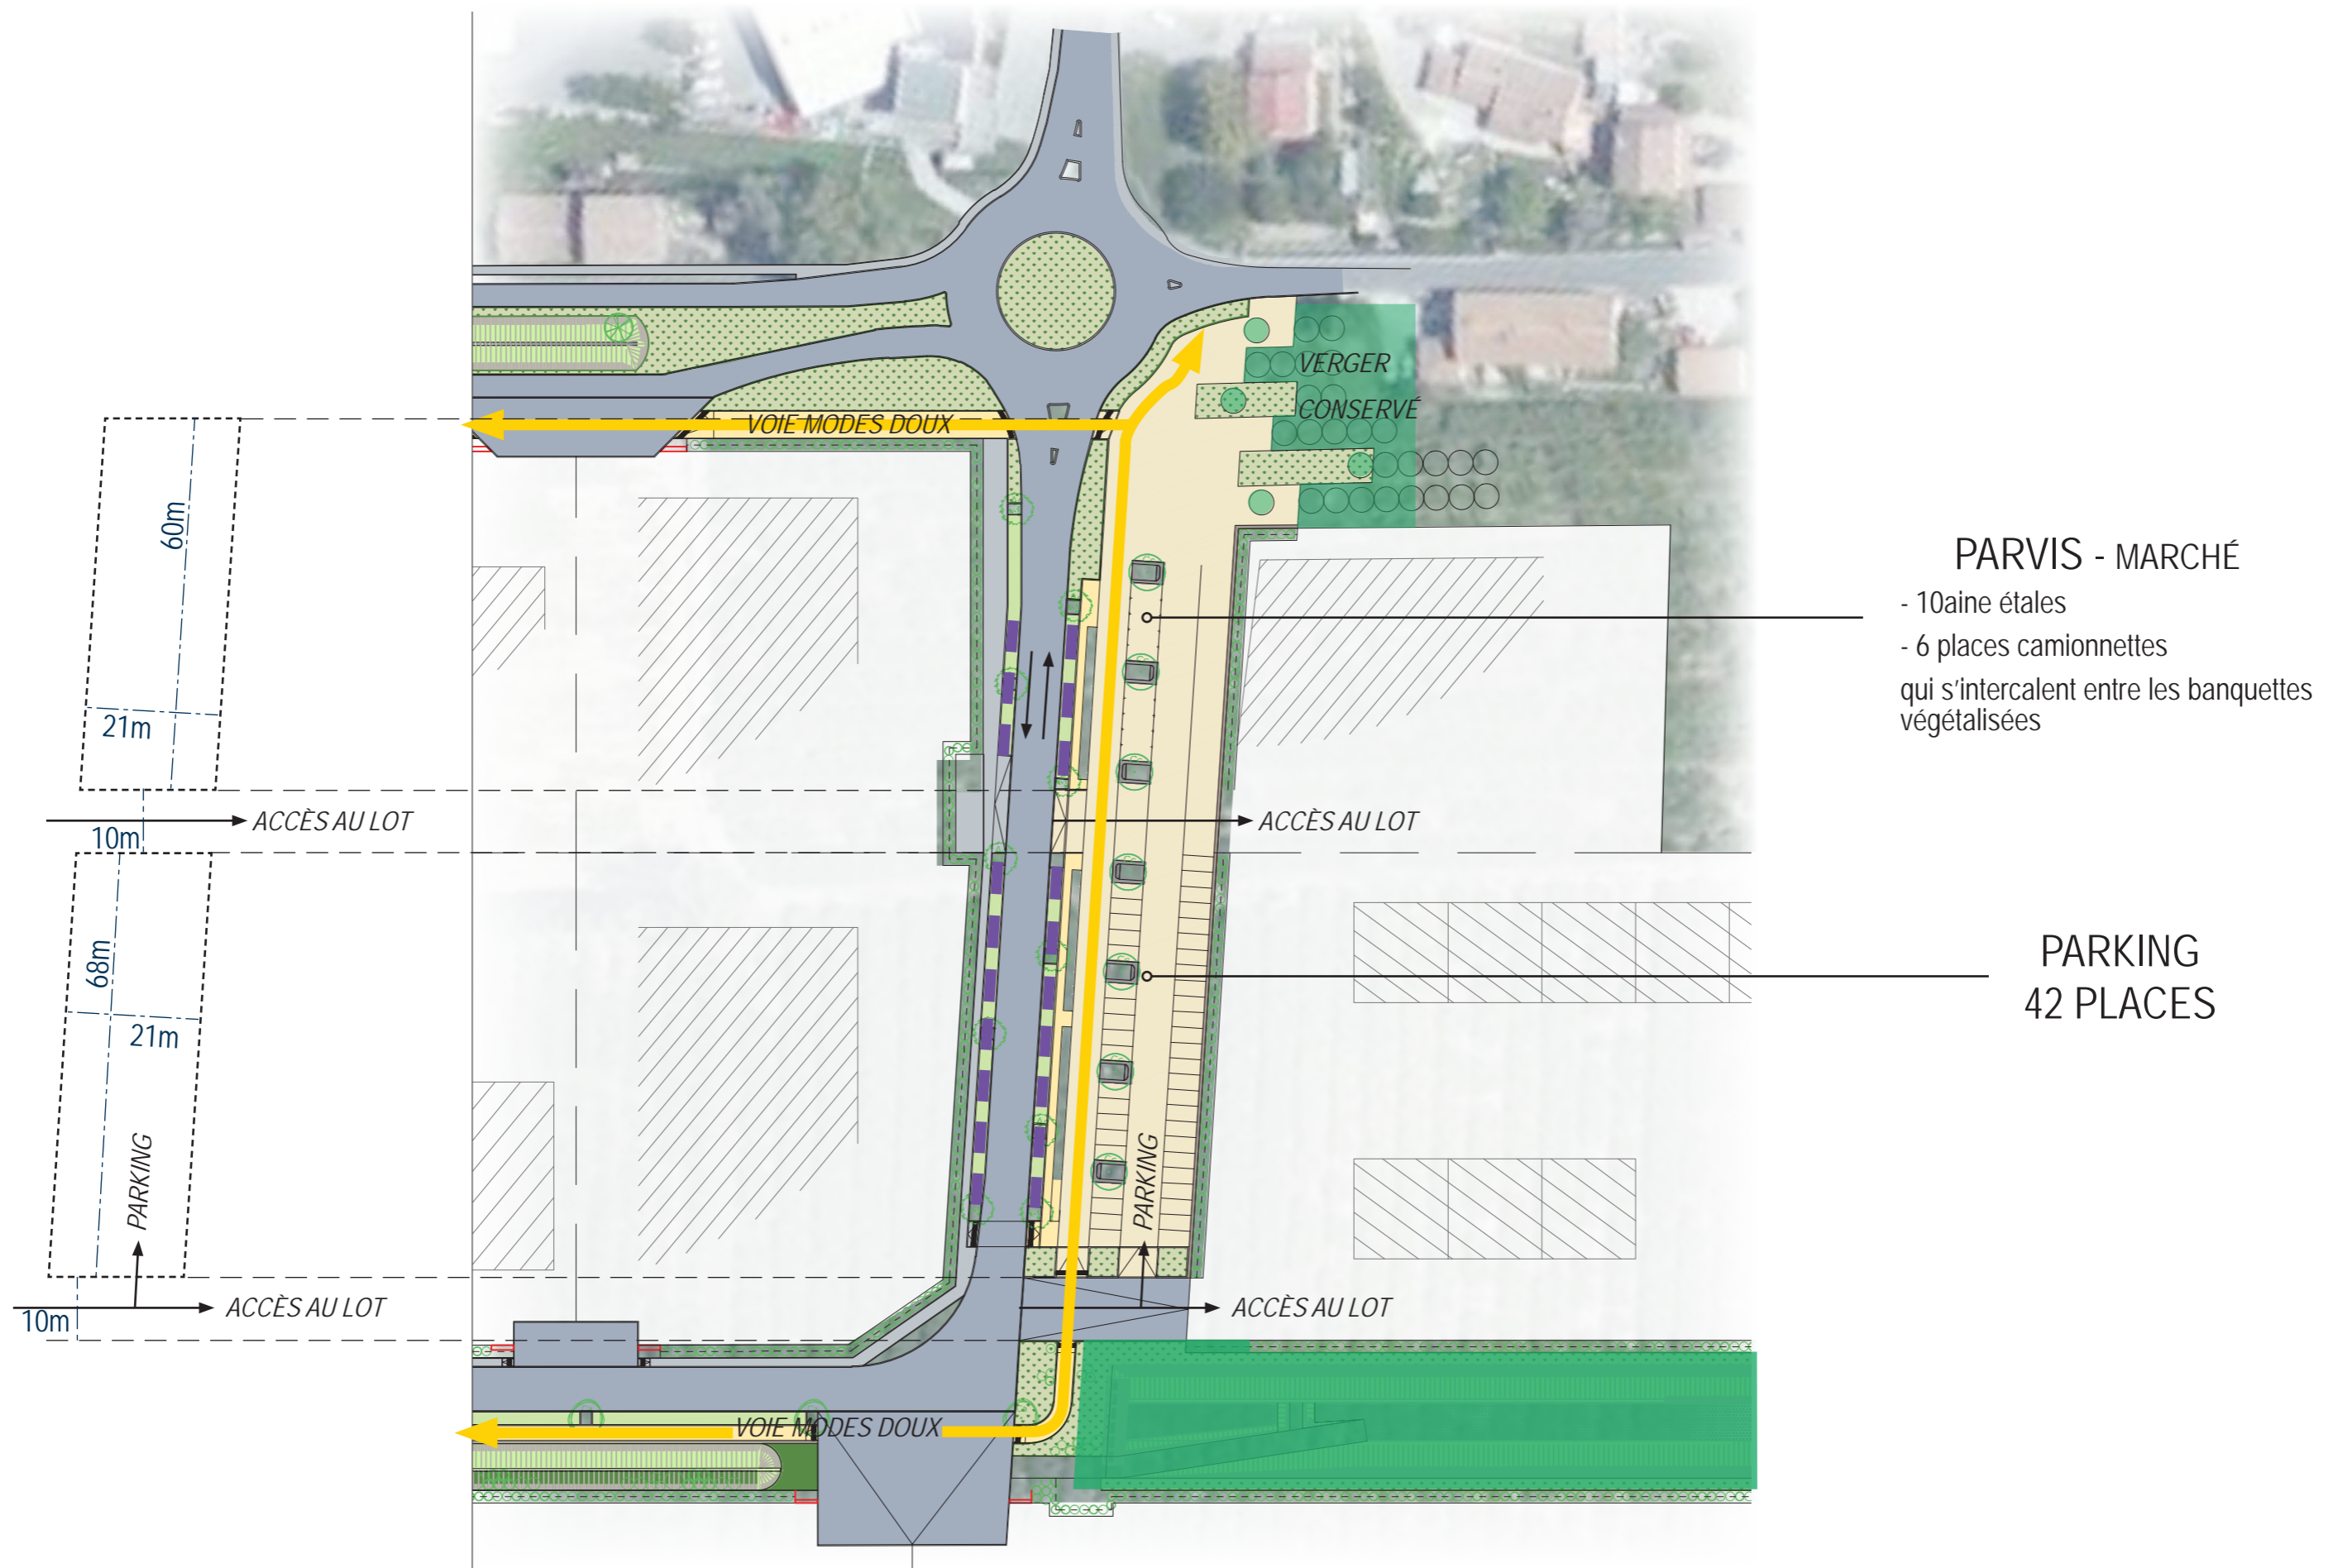 VERGER
CONSERVÉ
VOIE MODES DOUX
60m
21m
PARVIS - MARCHÉ
- 10aine étales
- 6 places camionnettes
qui s'intercalent entre les banquettes
végétalisées
ACCÈS AU LOT
10m
ACCÈS AU LOT
68m
21m
PARKING
42 PLACES
PARKING
PARKING
ACCÈS AU LOT
10m
ACCÈS AU LOT
VOIE MODES DOUX